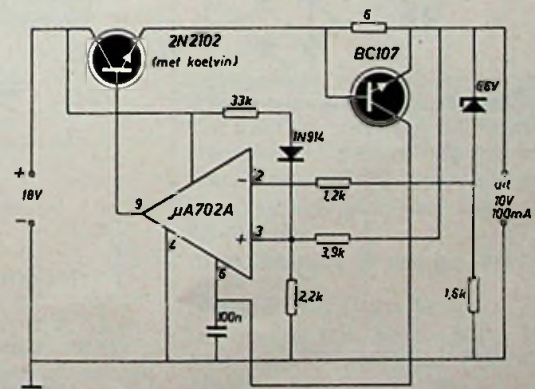 2N2102
(met koelvin)
6
BC107
33k
1N914
6,6V
+
18V
-
9
µA702A
-
2
1,2k
+
3
3,9k
4
6
100n
2,2k
1,6k
uit
10V
100mA